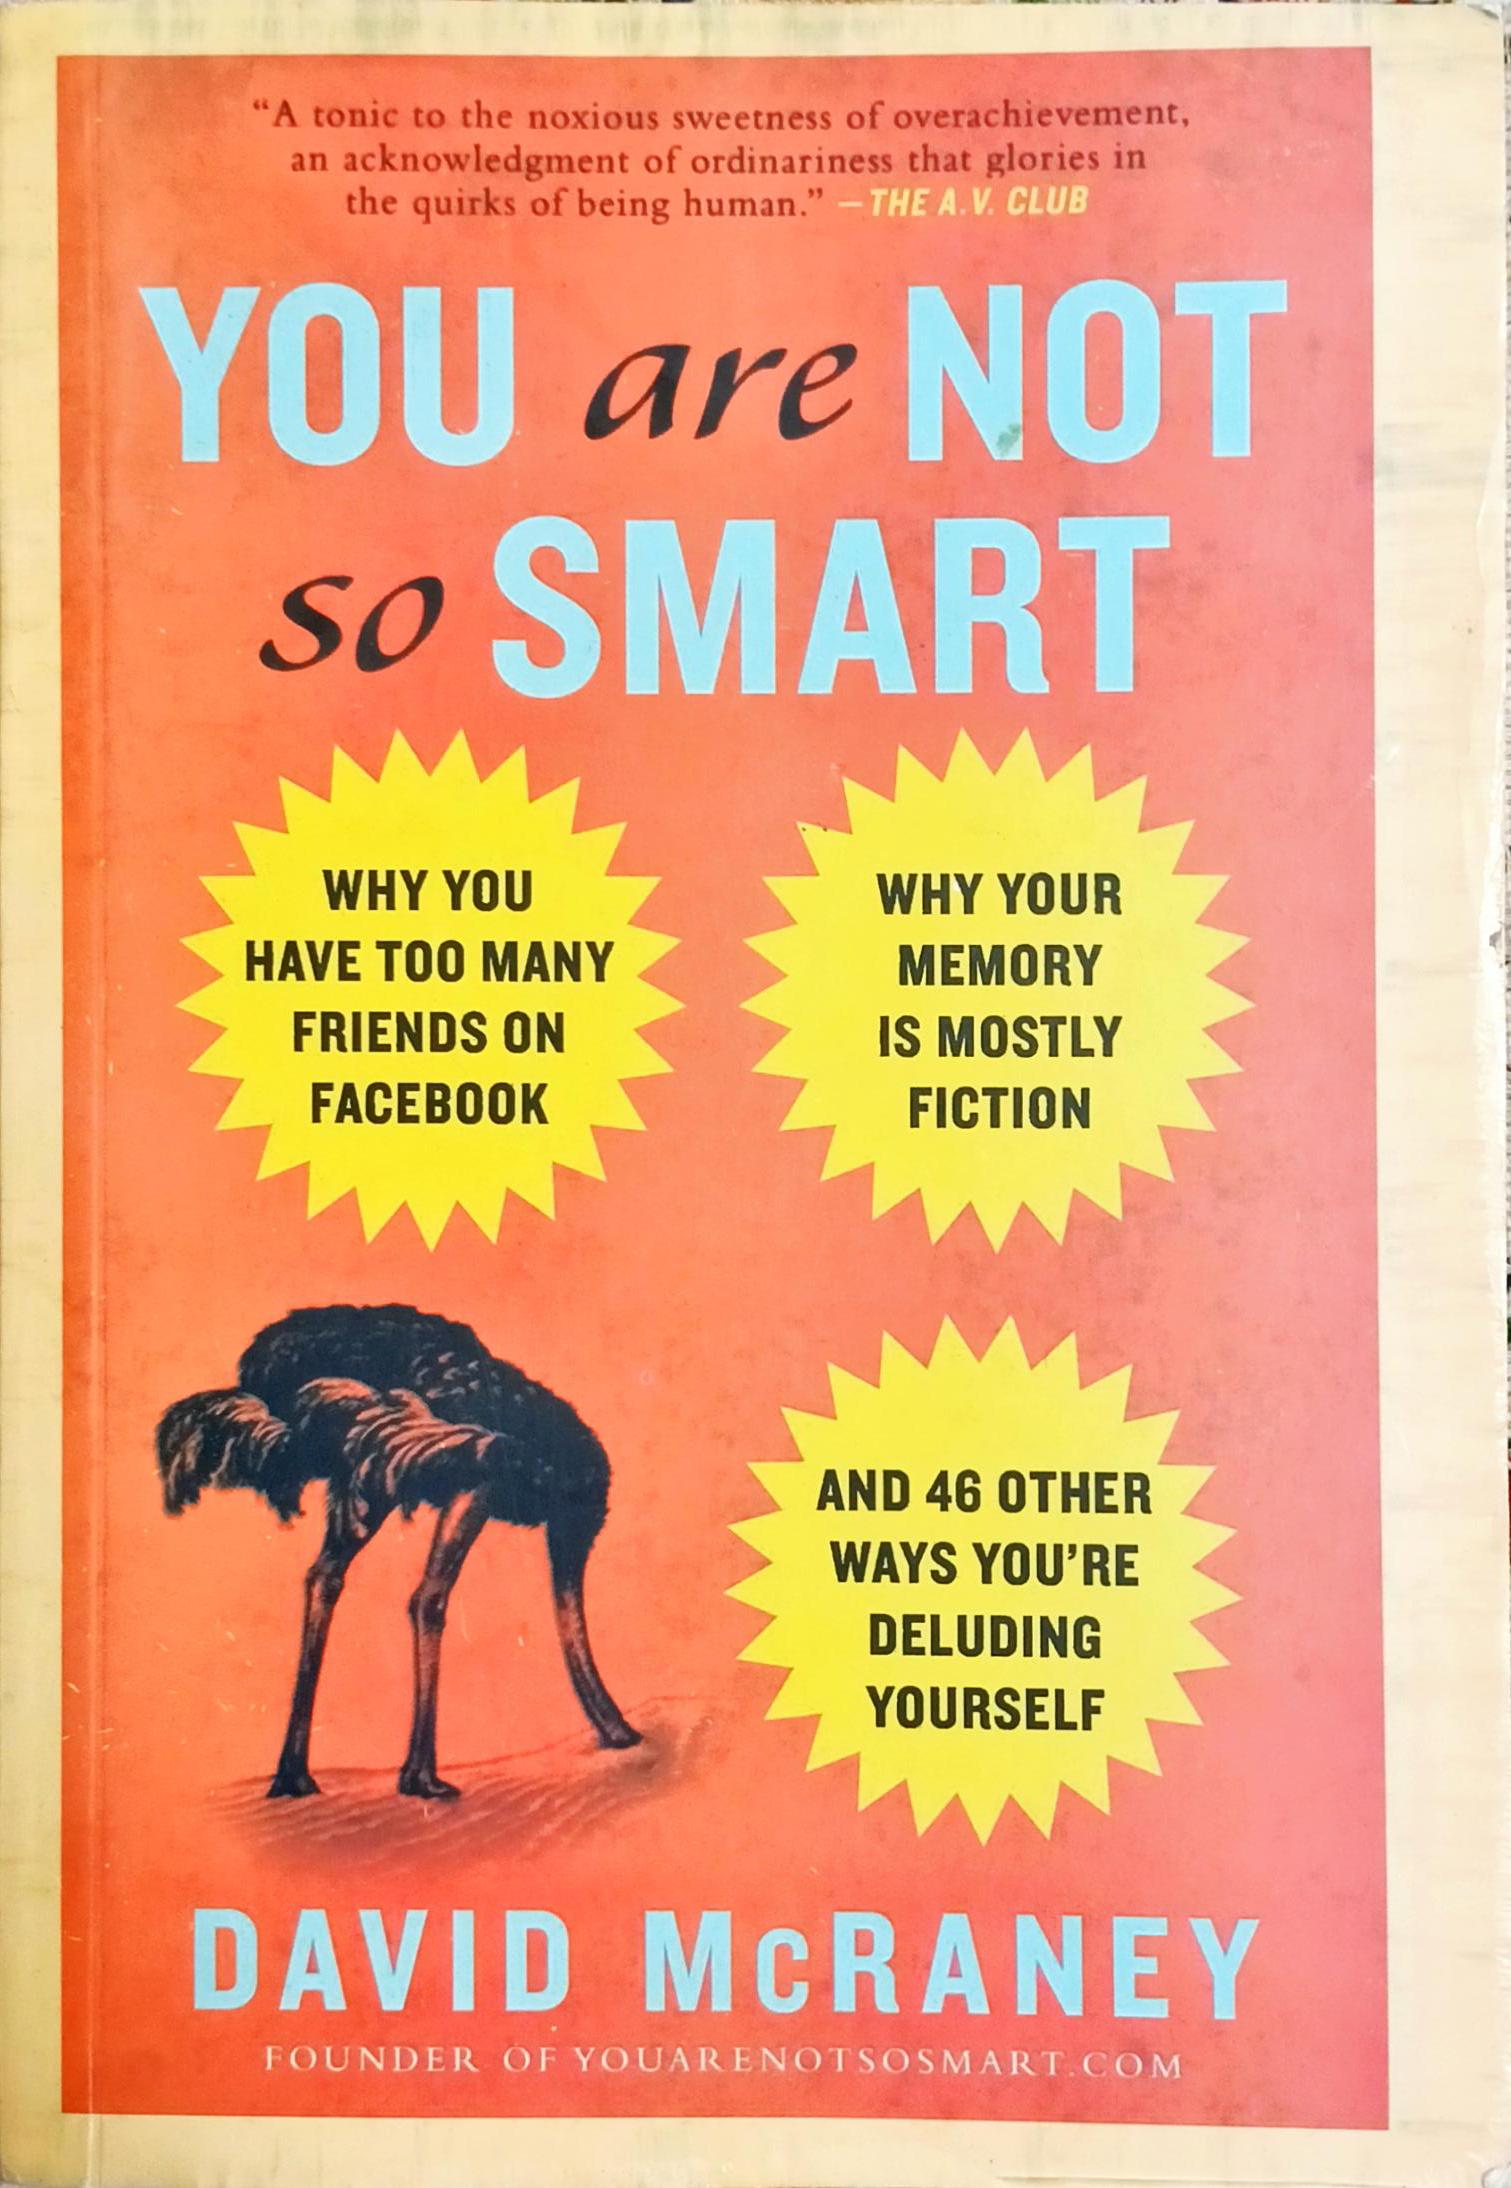 “A tonic to the noxious sweetness of overachievement,
an acknowledgment of ordinariness that glories in
the quirks of being human.” – THE A.V. CLUB
YOU are NOT
so SMART
WHY YOU
HAVE TOO MANY
FRIENDS ON
FACEBOOK
WHY YOUR
MEMORY
IS MOSTLY
FICTION
AND 46 OTHER
WAYS YOU’RE
DELUDING
YOURSELF
DAVID McRANEY
FOUNDER OF YOUARENOTSOSMART.COM